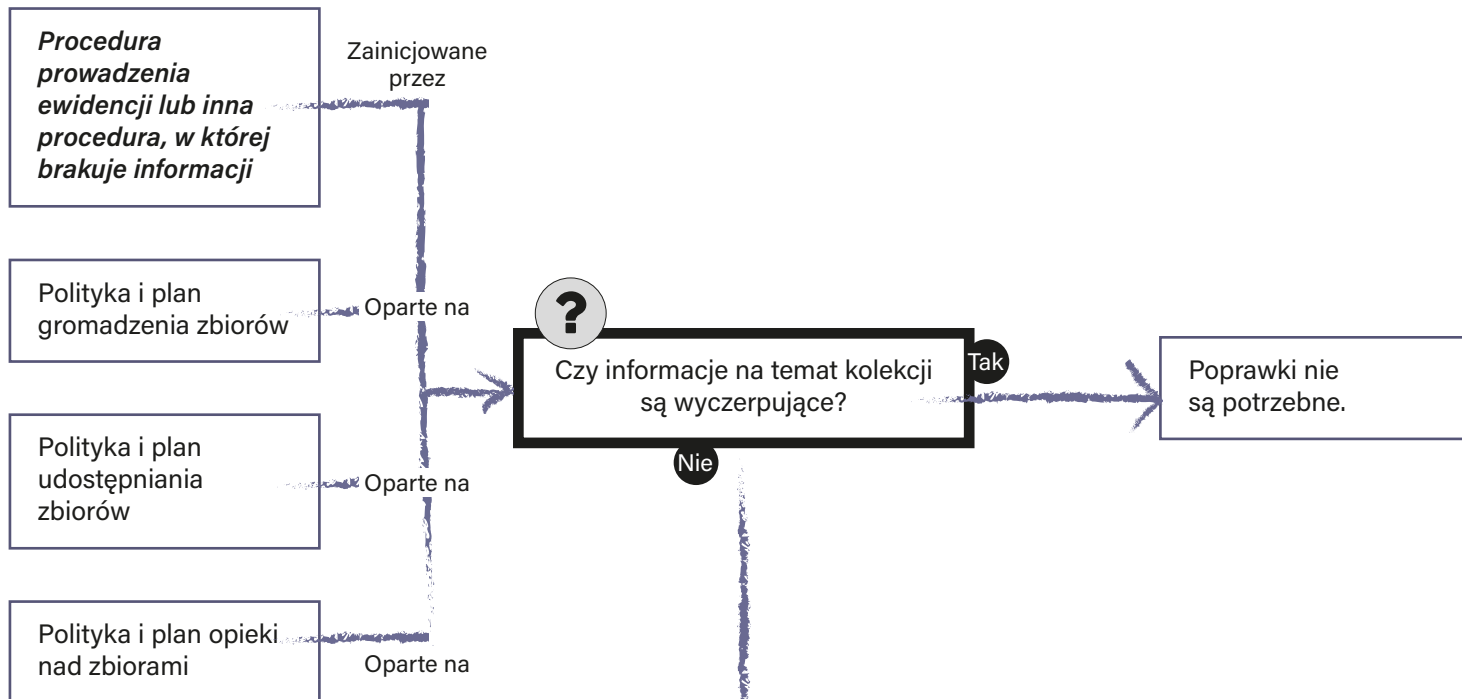 Procedura
prowadzenia
ewidencji lub inna
procedura, w której
brakuje informacji
Zainicjowane
przez
Polityka i plan
gromadzenia zbiorów
Oparte na
?
Czy informacje na temat kolekcji
są wyczerpujące?
Tak
Poprawki nie
są potrzebne.
Nie
Polityka i plan
udostępniania
zbiorów
Oparte na
Polityka i plan opieki
nad zbiorami
Oparte na